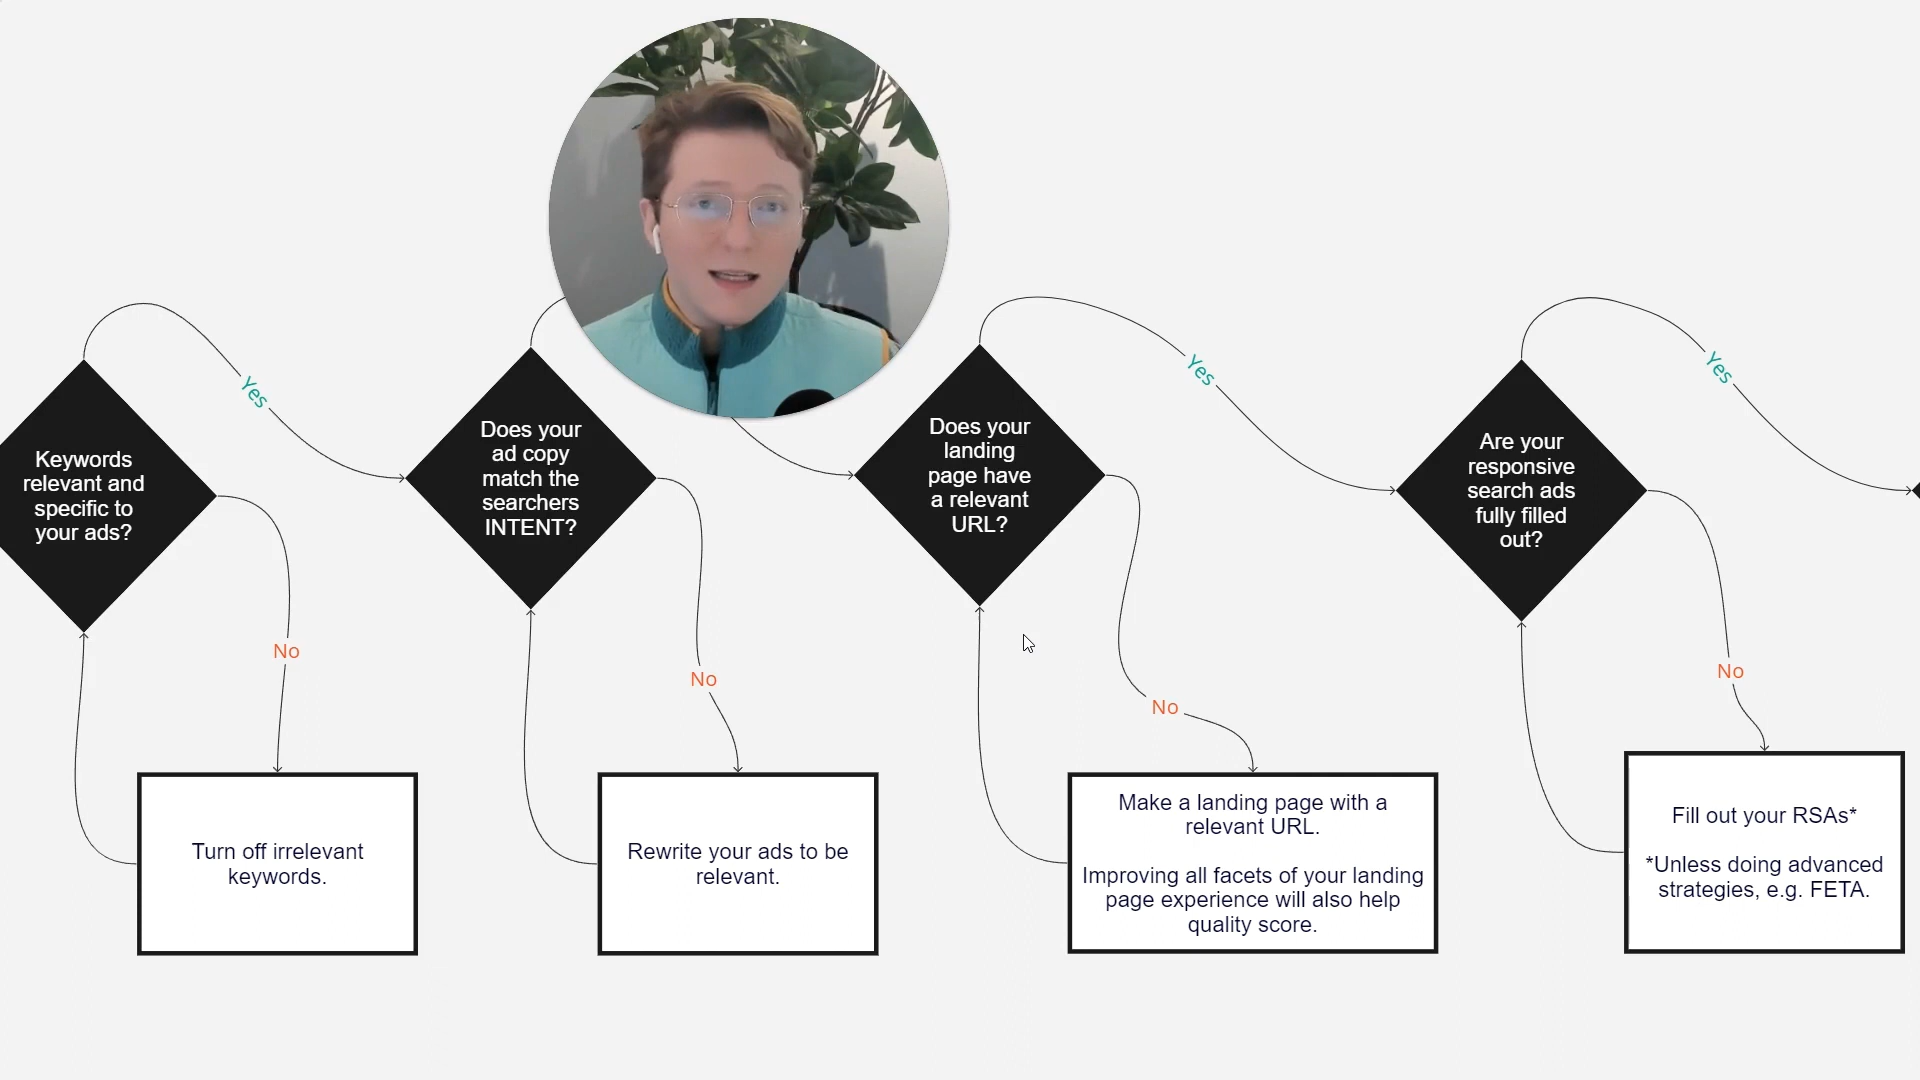 Keywords
relevant and
specific to
your ads?
Yes
No
Turn off irrelevant
keywords.
Does your
ad copy
match the
searchers
INTENT?
No
Rewrite your ads to be
relevant.
Does your
landing
page have
a relevant
URL?
Yes
No
Make a landing page with a
relevant URL.
Improving all facets of your landing
page experience will also help
quality score.
Are your
responsive
search ads
fully filled
out?
Yes
No
Fill out your RSAs*
*Unless doing advanced
strategies, e.g. FETA.